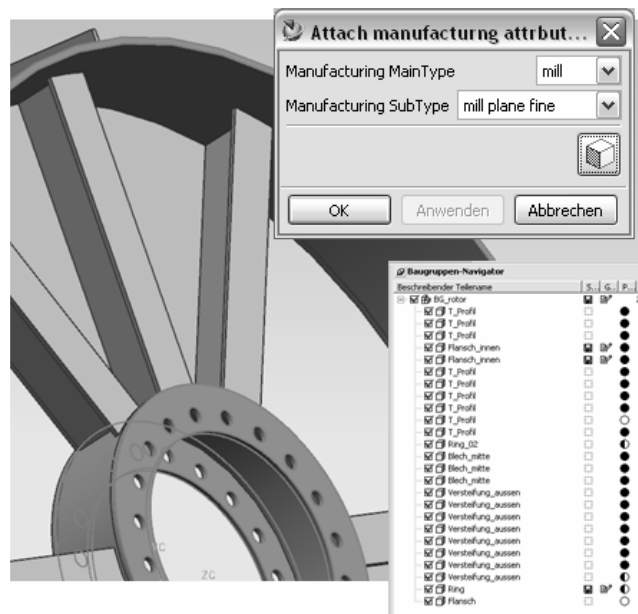 Attach manufacturng attrbut...
Manufacturing MainType mill
Manufacturing SubType mill plane fine
OK Anwenden Abbrechen
Baugruppen-Navigator
Beschreibender Teilename S... G... P...
BG_rotor
T_Profil
T_Profil
T_Profil
Flansch_innen
Flansch_innen
T_Profil
T_Profil
T_Profil
T_Profil
T_Profil
T_Profil
Ring_02
Blech_mitte
Blech_mitte
Blech_mitte
Versteifung_aussen
Versteifung_aussen
Versteifung_aussen
Versteifung_aussen
Versteifung_aussen
Versteifung_aussen
Versteifung_aussen
Versteifung_aussen
Ring
Flansch
ZC